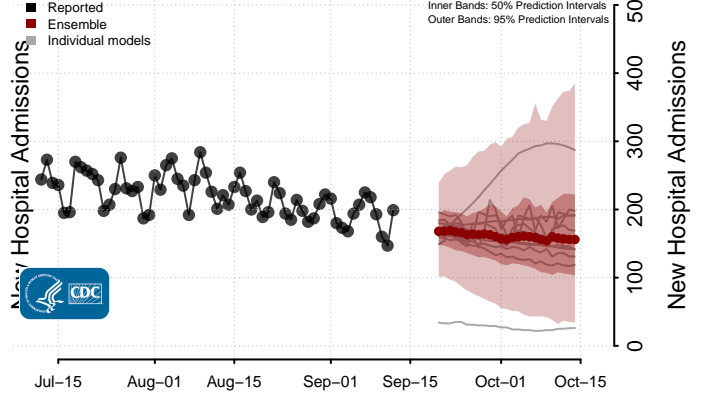 Reported
Ensemble
Individual models
Inner Bands: 50% Prediction Intervals
Outer Bands: 95% Prediction Intervals
New Hospital Admissions
CDC
0
100
200
300
400
50
New Hospital Admissions
Jul–15
Aug–01
Aug–15
Sep–01
Sep–15
Oct–01
Oct–15